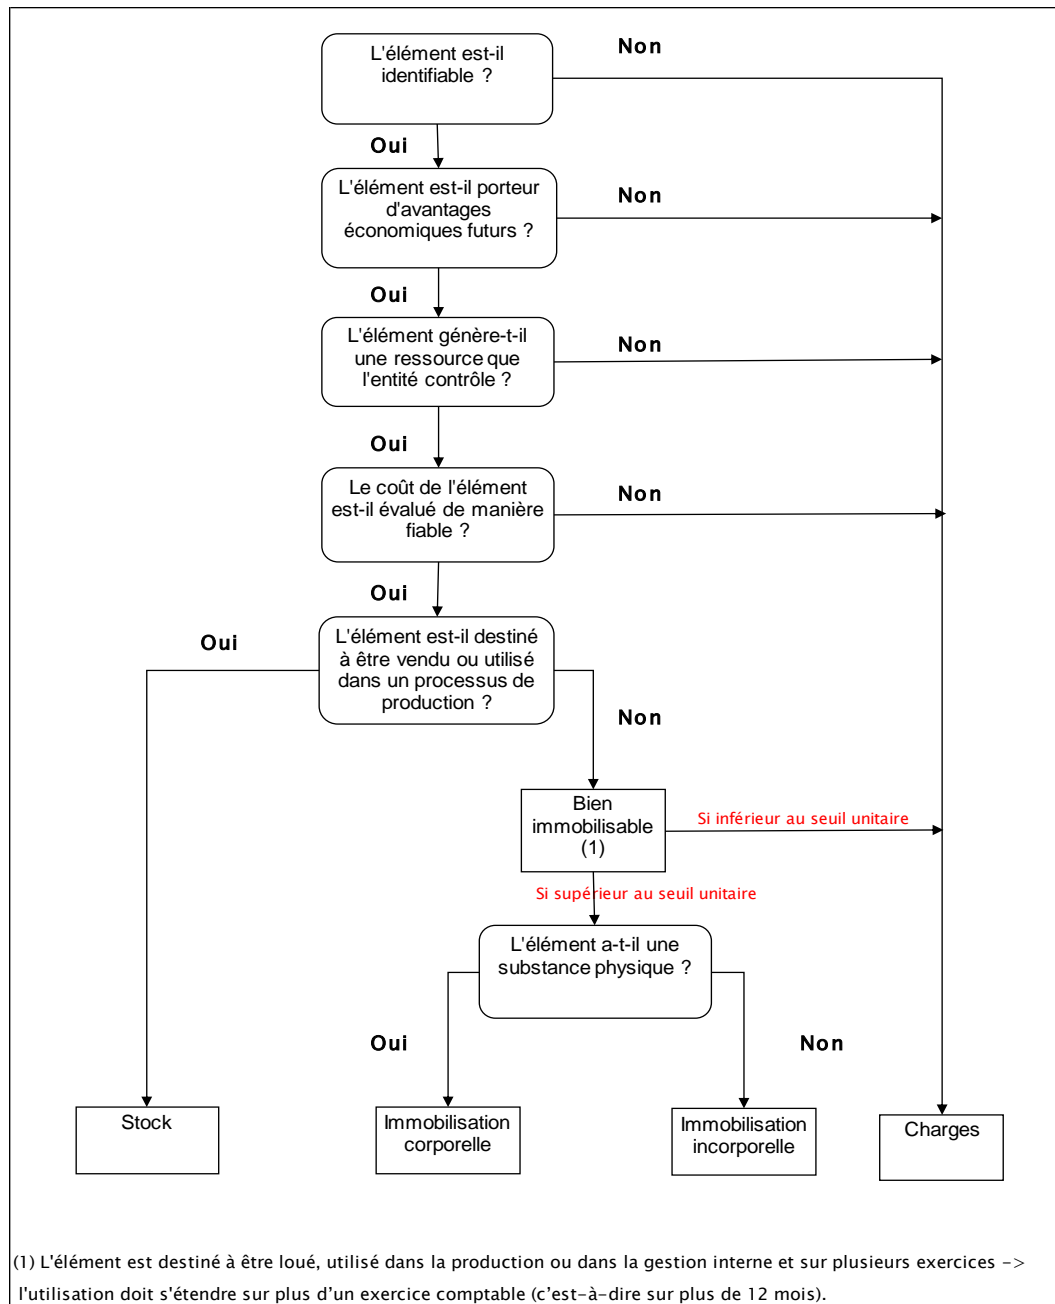 L'élément est-il
identifiable ?
Non
Oui
L'élément est-il porteur
d'avantages
économiques futurs ?
Non
Oui
L'élément génère-t-il
une ressource que
l'entité contrôle ?
Non
Oui
Le coût de l'élément
est-il évalué de manière
fiable ?
Non
Oui
Oui
L'élément est-il destiné
à être vendu ou utilisé
dans un processus de
production ?
Non
Bien
immobilisable
(1)
Si inférieur au seuil unitaire
Si supérieur au seuil unitaire
L'élément a-t-il une
substance physique ?
Oui
Non
Stock
Immobilisation
corporelle
Immobilisation
incorporelle
Charges
(1) L'élément est destiné à être loué, utilisé dans la production ou dans la gestion interne et sur plusieurs exercices ->
l'utilisation doit s'étendre sur plus d'un exercice comptable (c'est-à-dire sur plus de 12 mois).